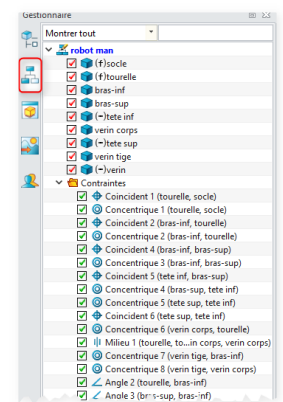 Gestionnaire
Montrer tout
robot man
(f)socle
(f)tourelle
bras-inf
bras-sup
(-)tete inf
verin corps
(-)tete sup
verin tige
(-)verin
Contraintes
Coincident 1 (tourelle, socle)
Concentrique 1 (tourelle, socle)
Coincident 2 (bras-inf, tourelle)
Concentrique 2 (bras-inf, tourelle)
Coincident 4 (bras-inf, bras-sup)
Concentrique 3 (bras-inf, bras-sup)
Coincident 5 (tete inf, bras-sup)
Concentrique 4 (bras-sup, tete inf)
Concentrique 5 (tete sup, tete inf)
Coincident 6 (tete sup, tete inf)
Concentrique 6 (verin corps, tourelle)
Milieu 1 (tourelle, to...in corps, verin corps)
Concentrique 7 (verin tige, bras-inf)
Concentrique 8 (verin tige, verin corps)
Angle 2 (tourelle, bras-inf)
Angle 3 (bras-sup, bras-inf)